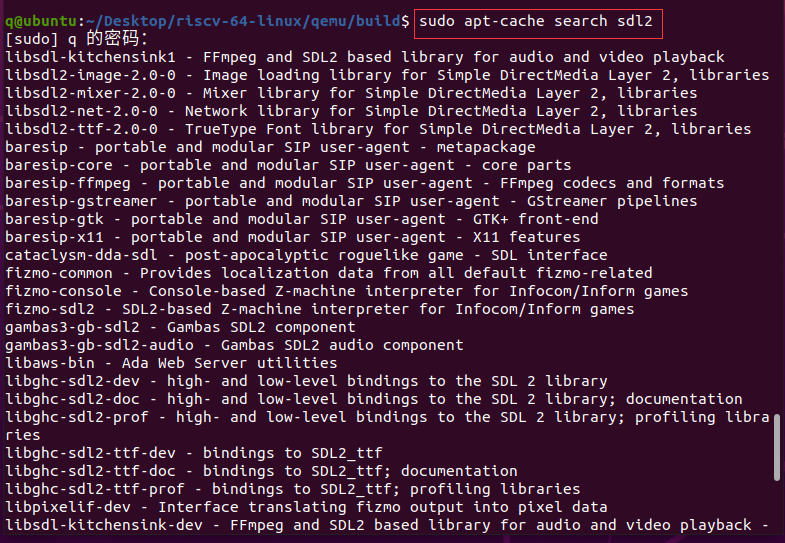 q@ubuntu:~/Desktop/riscv-64-linux/qemu/build$ sudo apt-cache search sdl2
[sudo] q 的密码：
libsdl-kitchensink1 - FFmpeg and SDL2 based library for audio and video playback
libsdl2-image-2.0-0 - Image loading library for Simple DirectMedia Layer 2, libraries
libsdl2-mixer-2.0-0 - Mixer library for Simple DirectMedia Layer 2, libraries
libsdl2-net-2.0-0 - Network library for Simple DirectMedia Layer 2, libraries
libsdl2-ttf-2.0-0 - TrueType Font library for Simple DirectMedia Layer 2, libraries
baresip - portable and modular SIP user-agent - metapackage
baresip-core - portable and modular SIP user-agent - core parts
baresip-ffmpeg - portable and modular SIP user-agent - FFmpeg codecs and formats
baresip-gstreamer - portable and modular SIP user-agent - GStreamer pipelines
baresip-gtk - portable and modular SIP user-agent - GTK+ front-end
baresip-x11 - portable and modular SIP user-agent - X11 features
cataclysm-dda-sdl - post-apocalyptic roguelike game - SDL interface
fizmo-common - Provides localization data from all default fizmo-related
fizmo-console - Console-based Z-machine interpreter for Infocom/Inform games
fizmo-sdl2 - SDL2-based Z-machine interpreter for Infocom/Inform games
gambas3-gb-sdl2 - Gambas SDL2 component
gambas3-gb-sdl2-audio - Gambas SDL2 audio component
libaws-bin - Ada Web Server utilities
libghc-sdl2-dev - high- and low-level bindings to the SDL 2 library
libghc-sdl2-doc - high- and low-level bindings to the SDL 2 library; documentation
libghc-sdl2-prof - high- and low-level bindings to the SDL 2 library; profiling libra
ries
libghc-sdl2-ttf-dev - bindings to SDL2_ttf
libghc-sdl2-ttf-doc - bindings to SDL2_ttf; documentation
libghc-sdl2-ttf-prof - bindings to SDL2_ttf; profiling libraries
libpixelif-dev - Interface translating fizmo output into pixel data
libsdl-kitchensink-dev - FFmpeg and SDL2 based library for audio and video playback -